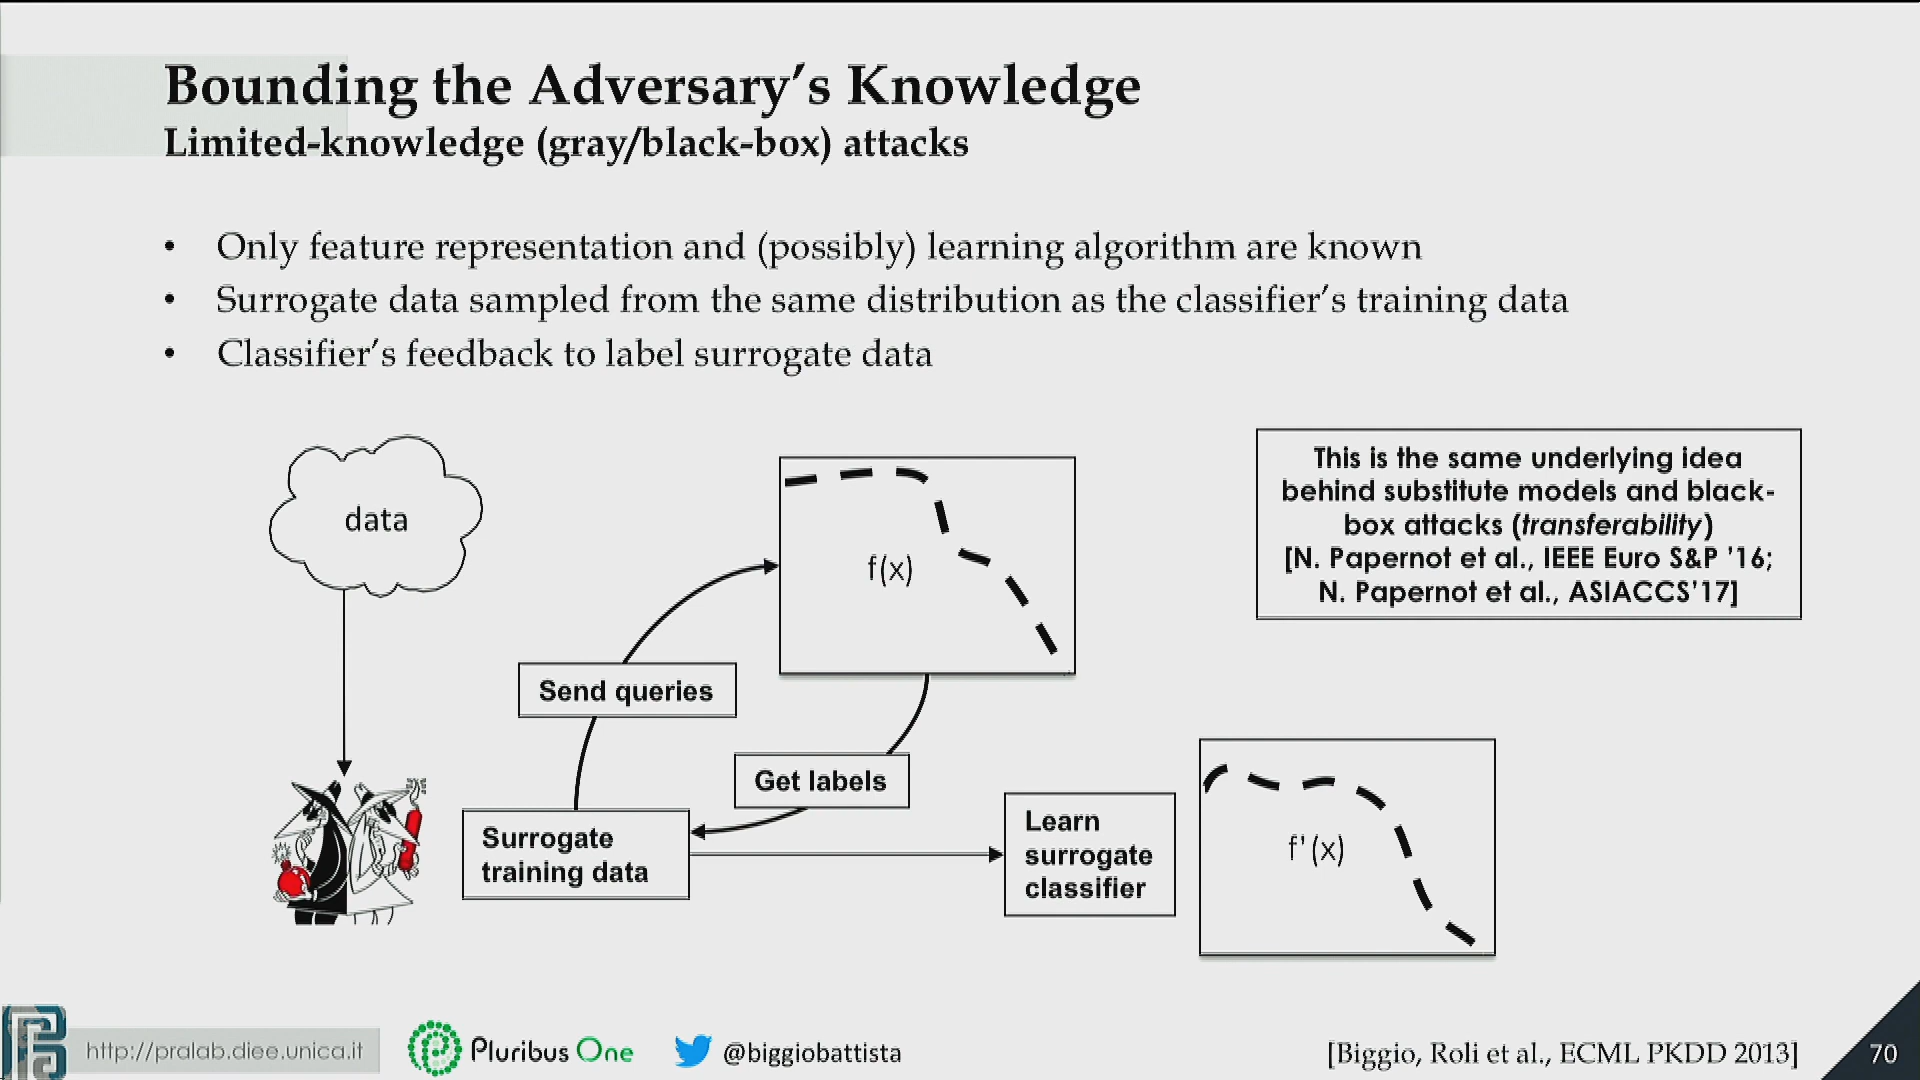 Bounding the Adversary’s Knowledge
Limited-knowledge (gray/black-box) attacks
• Only feature representation and (possibly) learning algorithm are known
• Surrogate data sampled from the same distribution as the classifier’s training data
• Classifier’s feedback to label surrogate data
data
f(x)
This is the same underlying idea
behind substitute models and black-
box attacks (transferability)
[N. Papernot et al., IEEE Euro S&P ’16;
N. Papernot et al., ASIACCS’17]
Send queries
Get labels
Surrogate
training data
Learn
surrogate
classifier
f'(x)
http://pralab.diee.unica.it
Pluribus One
@biggiobattista
[Biggio, Roli et al., ECML PKDD 2013]
70